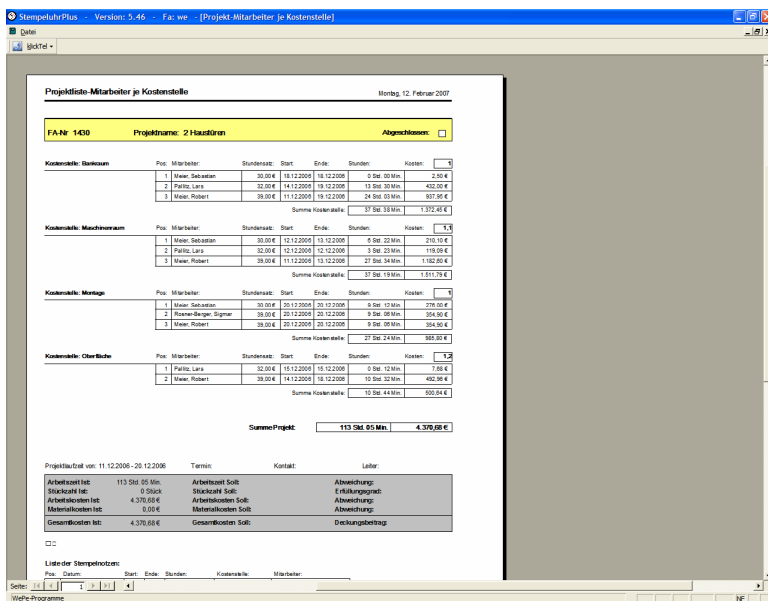 StempeluhrPlus - Version: 5.46 - Fa: we - [Projekt-Mitarbeiter je Kostenstelle]
Datei
klickTel
Projektliste-Mitarbeiter je Kostenstelle Montag, 12. Februar 2007
FA-Nr 1430 Projektname: 2 Haustüren Abgeschlossen:
Kostenstelle: Bankraum Pos: Mitarbeiter: Stundensatz: Start Ende: Stunden: Kosten: 1
1 Meier, Sebastian 30,00 € 18.12.2006 18.12.2006 0 Std. 00 Min. 2,50 €
2 Pallitz, Lars 32,00 € 14.12.2006 19.12.2006 13 Std. 30 Min. 432,00 €
3 Meier, Robert 39,00 € 11.12.2006 19.12.2006 24 Std. 03 Min. 937,95 €
Summe Kostenstelle: 37 Std. 38 Min. 1.372,45 €
Kostenstelle: Maschinenraum Pos: Mitarbeiter: Stundensatz: Start Ende: Stunden: Kosten: 1,1
1 Meier, Sebastian 30,00 € 12.12.2006 13.12.2006 6 Std. 22 Min. 210,10 €
2 Pallitz, Lars 32,00 € 12.12.2006 12.12.2006 3 Std. 23 Min. 119,09 €
3 Meier, Robert 39,00 € 11.12.2006 13.12.2006 27 Std. 34 Min. 1.182,60 €
Summe Kostenstelle: 37 Std. 19 Min. 1.511,79 €
Kostenstelle: Montage Pos: Mitarbeiter: Stundensatz: Start Ende: Stunden: Kosten: 1
1 Meier, Sebastian 30,00 € 20.12.2006 20.12.2006 9 Std. 12 Min. 276,00 €
2 Rosner-Berger, Sigmar 39,00 € 20.12.2006 20.12.2006 9 Std. 06 Min. 354,90 €
3 Meier, Robert 39,00 € 20.12.2006 20.12.2006 9 Std. 06 Min. 354,90 €
Summe Kostenstelle: 27 Std. 24 Min. 985,80 €
Kostenstelle: Oberfläche Pos: Mitarbeiter: Stundensatz: Start Ende: Stunden: Kosten: 1,2
1 Pallitz, Lars 32,00 € 15.12.2006 15.12.2006 0 Std. 12 Min. 7,68 €
2 Meier, Robert 39,00 € 14.12.2006 18.12.2006 10 Std. 32 Min. 492,96 €
Summe Kostenstelle: 10 Std. 44 Min. 500,64 €
Summe Projekt: 113 Std. 05 Min. 4.370,68 €
Projektlaufzeit von: 11.12.2006 - 20.12.2006 Termin: Kontakt: Leiter:
Arbeitszeit Ist: 113 Std. 05 Min. Arbeitszeit Soll: Abweichung:
Stückzahl Ist: 0 Stück Stückzahl Soll: Erfüllungsgrad:
Arbeitskosten Ist: 4.370,68 € Arbeitskosten Soll: Abweichung:
Materialkosten Ist: 0,00 € Materialkosten Soll: Abweichung:
Gesamtkosten Ist: 4.370,68 € Gesamtkosten Soll: Deckungsbeitrag:
Liste der Stempelnotzen:
Pos: Datum: Start: Ende: Stunden: Kostenstelle: Mitarbeiter:
Seite: 1
WePe-Programme NF